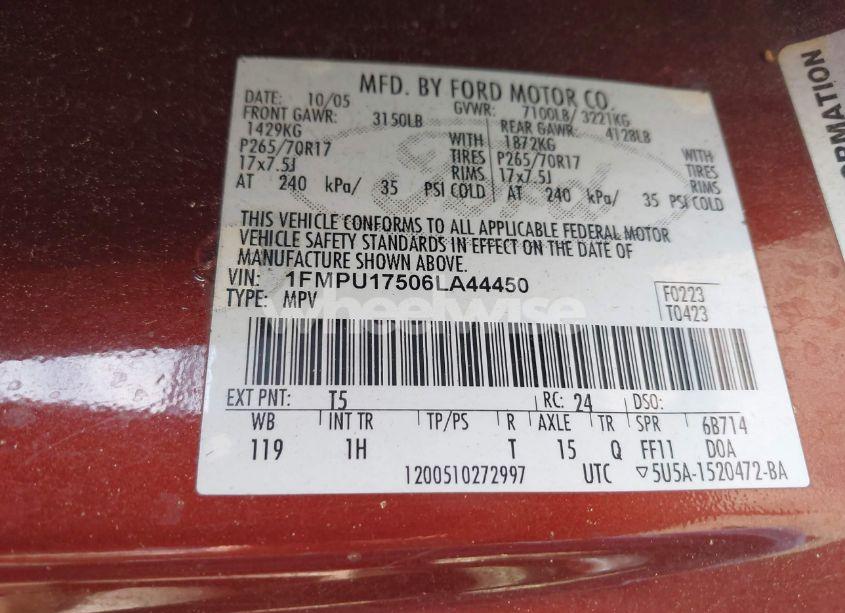 MFD. BY FORD MOTOR CO.
DATE: 10/05 GVWR: 7100LB/ 3221KG
FRONT GAWR: 3150LB REAR GAWR: 4128LB
1429KG WITH 1872KG WITH
P265/70R17 TIRES P265/70R17 TIRES
17x7.5J RIMS 17x7.5J RIMS
AT 240 kPa/ 35 PSI COLD AT 240 kPa/ 35 PSI COLD
THIS VEHICLE CONFORMS TO ALL APPLICABLE FEDERAL MOTOR
VEHICLE SAFETY STANDARDS IN EFFECT ON THE DATE OF
MANUFACTURE SHOWN ABOVE.
VIN: 1FMPU17506LA44450
TYPE: MPV
F0223
T0423
Ford
wheelwise
EXT PNT: T5 RC: 24 DSO:
WB INT TR TP/PS R AXLE TR SPR 6B714
119 1H T 15 Q FF11 DOA
1200510272997 UTC ▽5U5A-1520472-BA
ORMATION